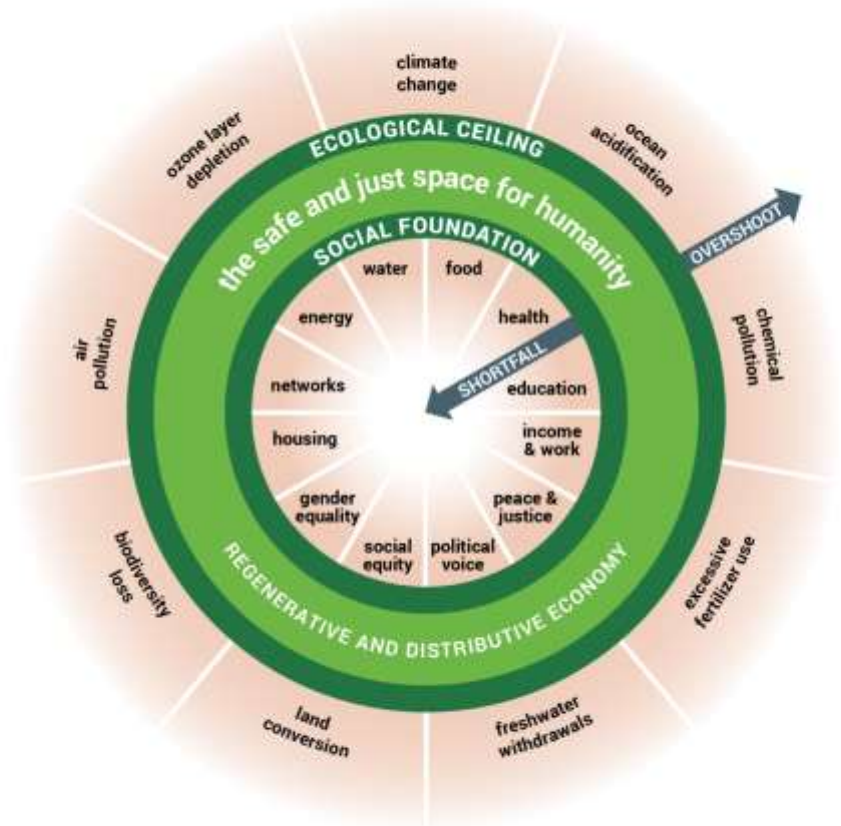 climate
change
ocean
acidification
chemical
pollution
excessive
fertilizer use
freshwater
withdrawals
land
conversion
biodiversity
loss
air
pollution
ozone layer
depletion
OVERSHOOT
ECOLOGICAL CEILING
the safe and just space for humanity
SOCIAL FOUNDATION
water
food
health
SHORTFALL
education
income
& work
peace &
justice
political
voice
social
equity
gender
equality
housing
networks
energy
REGENERATIVE AND DISTRIBUTIVE ECONOMY